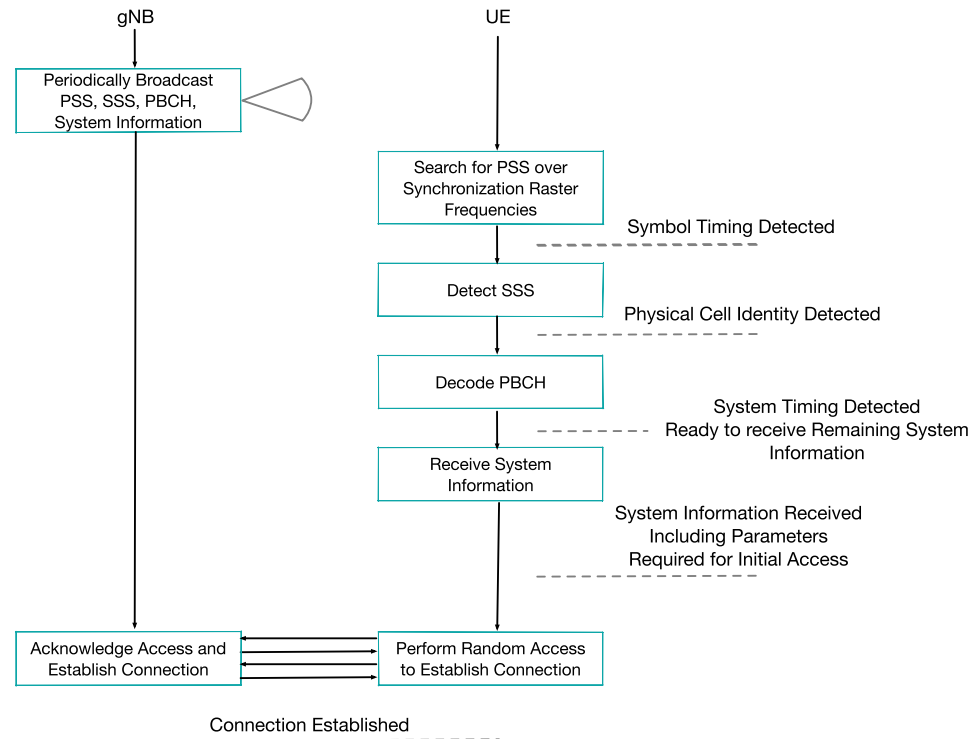 gNB
UE
Periodically Broadcast
PSS, SSS, PBCH,
System Information
Search for PSS over
Synchronization Raster
Frequencies
Symbol Timing Detected
Detect SSS
Physical Cell Identity Detected
Decode PBCH
System Timing Detected
Ready to receive Remaining System
Information
Receive System
Information
System Information Received
Including Parameters
Required for Initial Access
Acknowledge Access and
Establish Connection
Perform Random Access
to Establish Connection
Connection Established